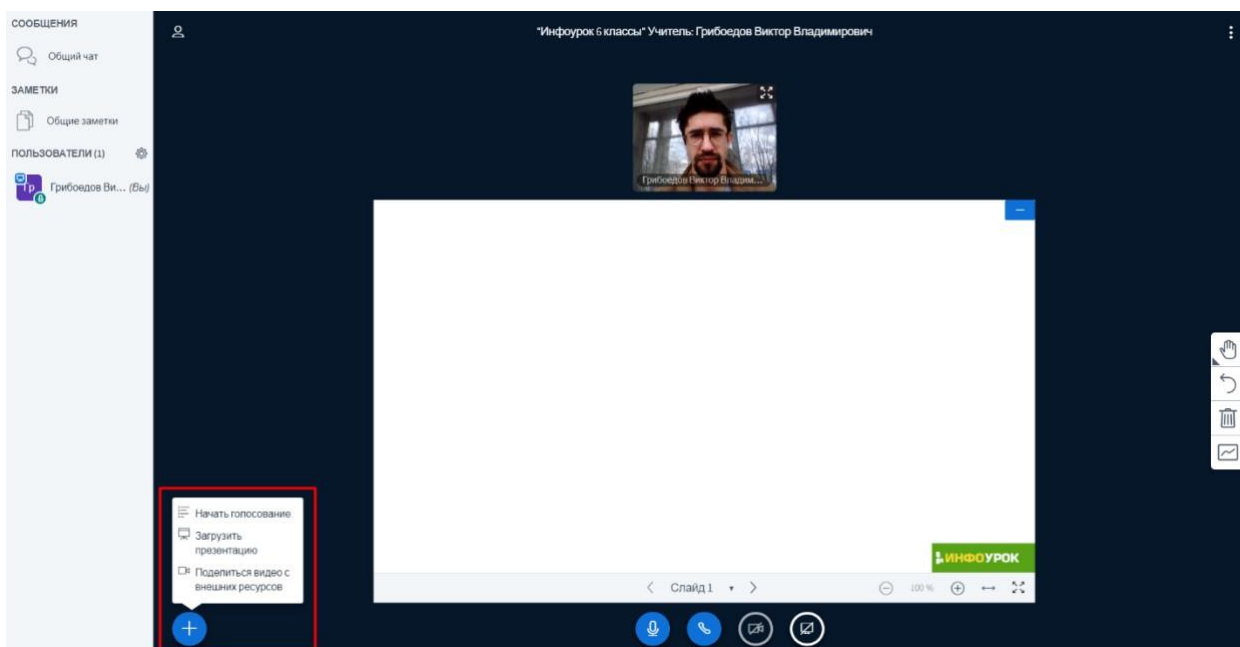 СООБЩЕНИЯ
Общий чат
ЗАМЕТКИ
Общие заметки
ПОЛЬЗОВАТЕЛИ (1)
Гр
Грибоедов Ви... (Вы)
"Инфоурок 6 классы" Учитель: Грибоедов Виктор Владимирович
Грибоедов Виктор Владим...
Начать голосование
Загрузить
презентацию
Поделиться видео с
внешних ресурсов
ИНФОУРОК
Слайд 1
100 %